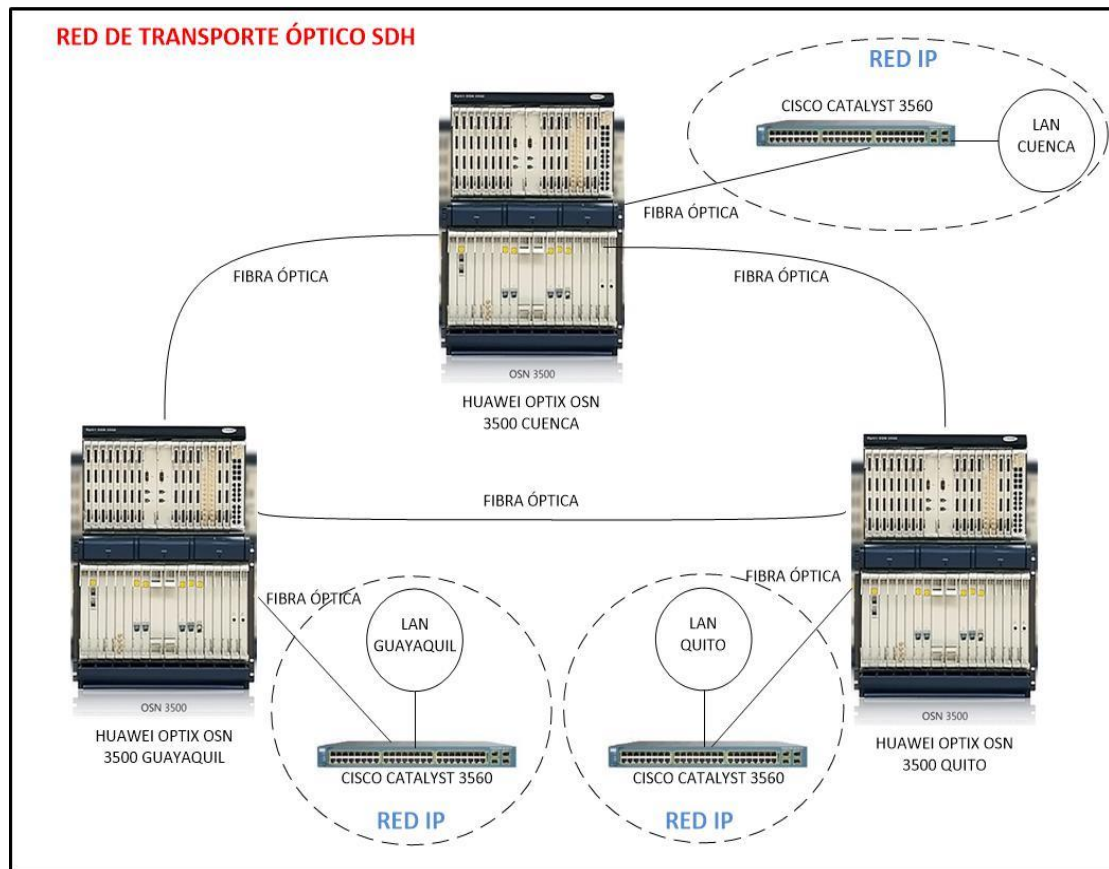 RED DE TRANSPORTE ÓPTICO SDH
RED IP
CISCO CATALYST 3560
LAN
CUENCA
FIBRA ÓPTICA
FIBRA ÓPTICA
FIBRA ÓPTICA
OSN 3500
HUAWEI OPTIX OSN
3500 CUENCA
FIBRA ÓPTICA
FIBRA ÓPTICA
FIBRA ÓPTICA
LAN
GUAYAQUIL
LAN
QUITO
OSN 3500
HUAWEI OPTIX OSN
3500 GUAYAQUIL
CISCO CATALYST 3560
RED IP
CISCO CATALYST 3560
RED IP
OSN 3500
HUAWEI OPTIX OSN
3500 QUITO